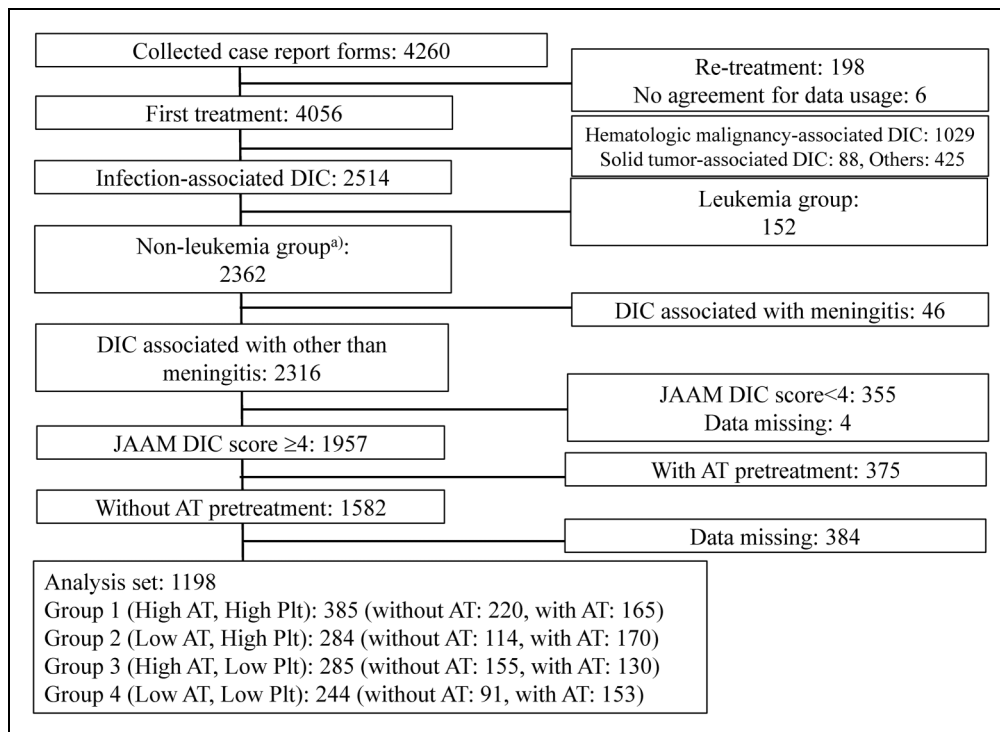 Collected case report forms: 4260
Re-treatment: 198
No agreement for data usage: 6
First treatment: 4056
Hematologic malignancy-associated DIC: 1029
Solid tumor-associated DIC: 88, Others: 425
Infection-associated DIC: 2514
Leukemia group:
152
Non-leukemia groupᵃ⁾:
2362
DIC associated with meningitis: 46
DIC associated with other than
meningitis: 2316
JAAM DIC score<4: 355
Data missing: 4
JAAM DIC score ≥4: 1957
With AT pretreatment: 375
Without AT pretreatment: 1582
Data missing: 384
Analysis set: 1198
Group 1 (High AT, High Plt): 385 (without AT: 220, with AT: 165)
Group 2 (Low AT, High Plt): 284 (without AT: 114, with AT: 170)
Group 3 (High AT, Low Plt): 285 (without AT: 155, with AT: 130)
Group 4 (Low AT, Low Plt): 244 (without AT: 91, with AT: 153)